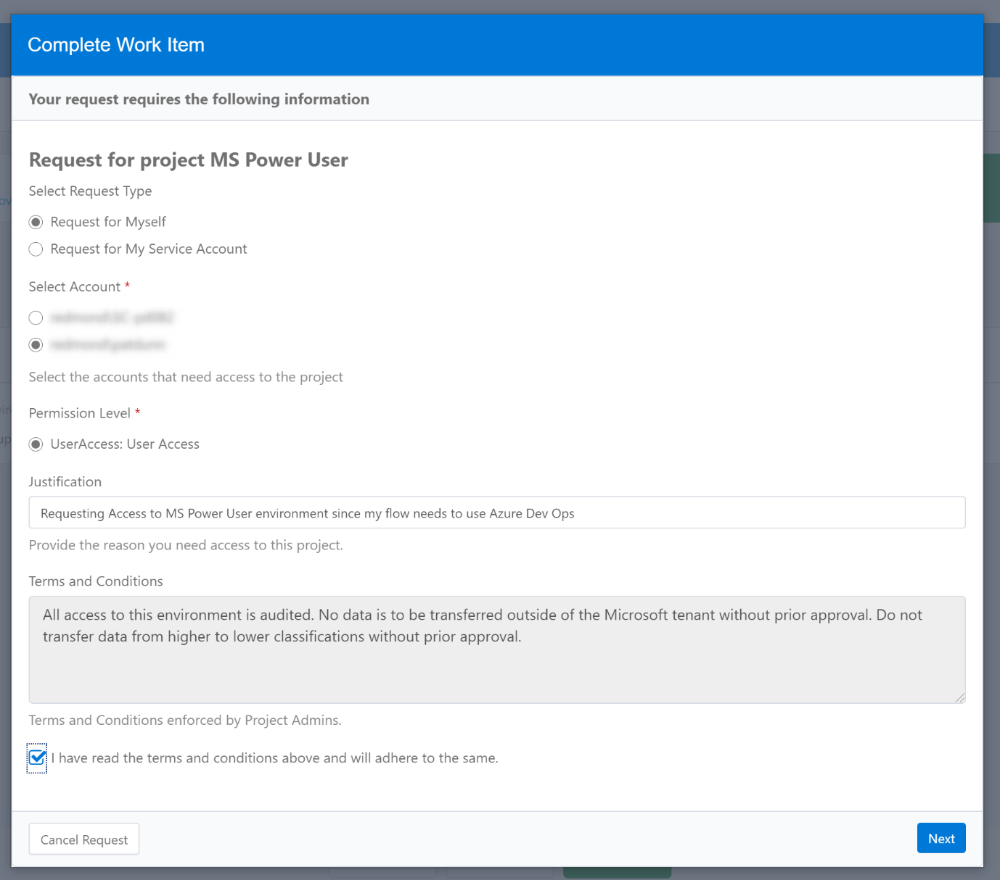 Complete Work Item
Your request requires the following information
Request for project MS Power User
Select Request Type
Request for Myself
Request for My Service Account
Select Account *
Select the accounts that need access to the project
Permission Level *
UserAccess: User Access
Justification
Requesting Access to MS Power User environment since my flow needs to use Azure Dev Ops
Provide the reason you need access to this project.
Terms and Conditions
All access to this environment is audited. No data is to be transferred outside of the Microsoft tenant without prior approval. Do not
transfer data from higher to lower classifications without prior approval.
Terms and Conditions enforced by Project Admins.
I have read the terms and conditions above and will adhere to the same.
Cancel Request
Next